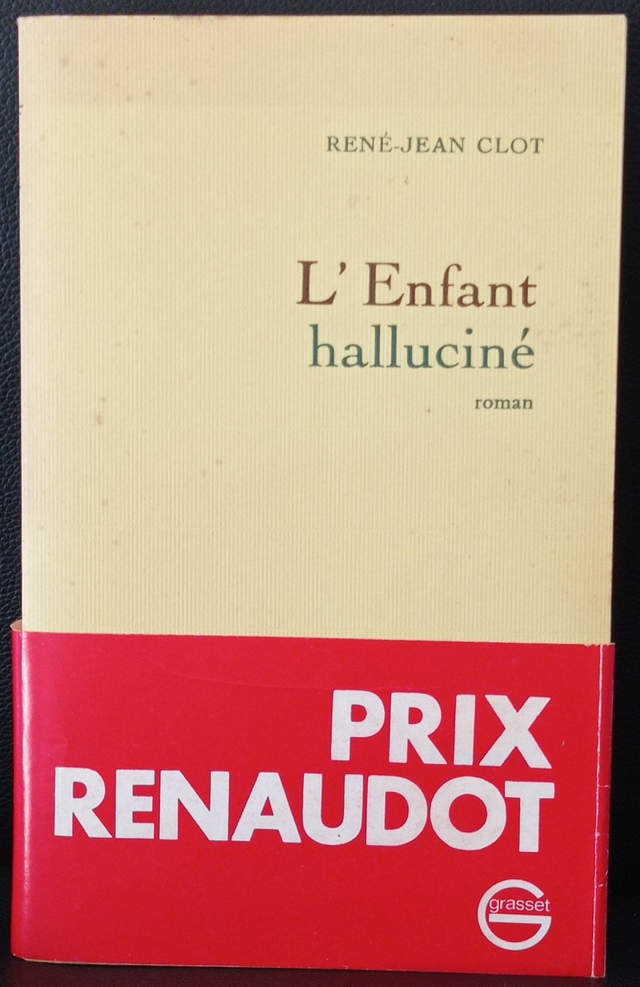 RENÉ-JEAN CLOT
L' Enfant
halluciné
roman
PRIX
RENAUDOT
grasset